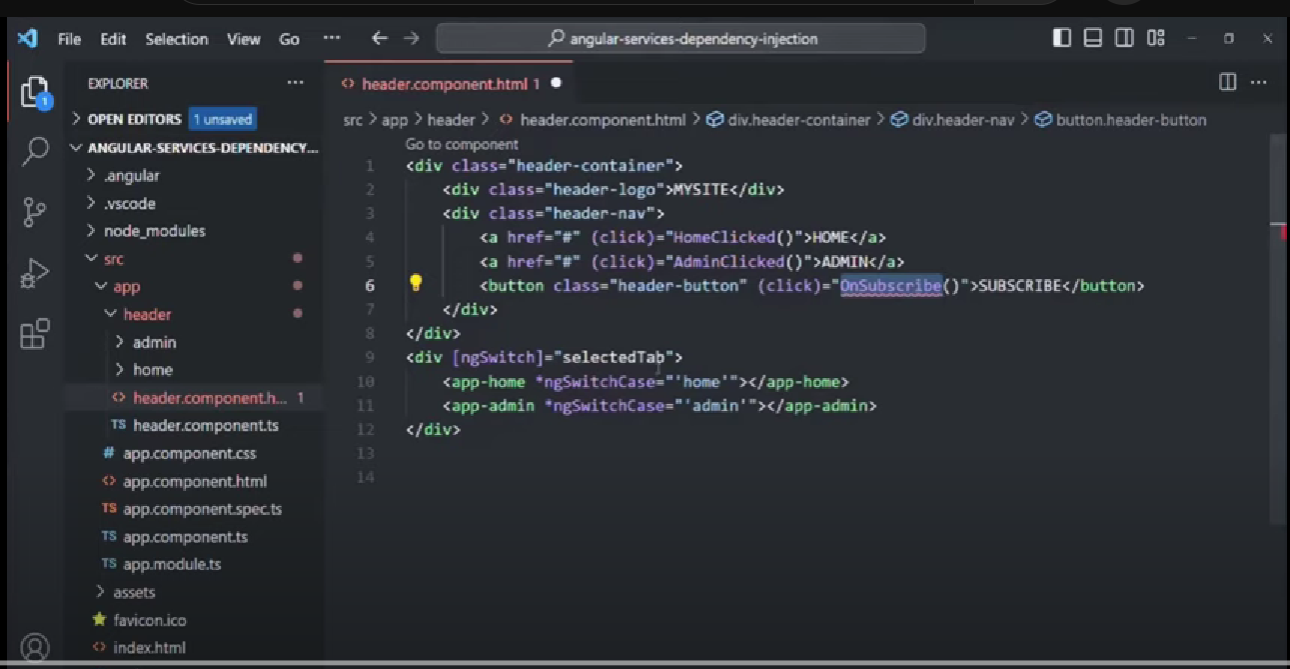 File Edit Selection View Go ··· angular-services-dependency-injection
EXPLORER ···
1
OPEN EDITORS 1 unsaved
ANGULAR-SERVICES-DEPENDENCY...
.angular
.vscode
node_modules
src
app
header
admin
home
header.component.h... 1
TS header.component.ts
# app.component.css
<> app.component.html
TS app.component.spec.ts
TS app.component.ts
TS app.module.ts
assets
favicon.ico
<> index.html
<> header.component.html 1
src > app > header > <> header.component.html > div.header-container > div.header-nav > button.header-button
Go to component
1 <div class="header-container">
2 <div class="header-logo">MYSITE</div>
3 <div class="header-nav">
4 <a href="#" (click)="HomeClicked()">HOME</a>
5 <a href="#" (click)="AdminClicked()">ADMIN</a>
6 <button class="header-button" (click)="OnSubscribe()">SUBSCRIBE</button>
7 </div>
8 </div>
9 <div [ngSwitch]="selectedTab">
10 <app-home *ngSwitchCase="'home'"></app-home>
11 <app-admin *ngSwitchCase="'admin'"></app-admin>
12 </div>
13
14